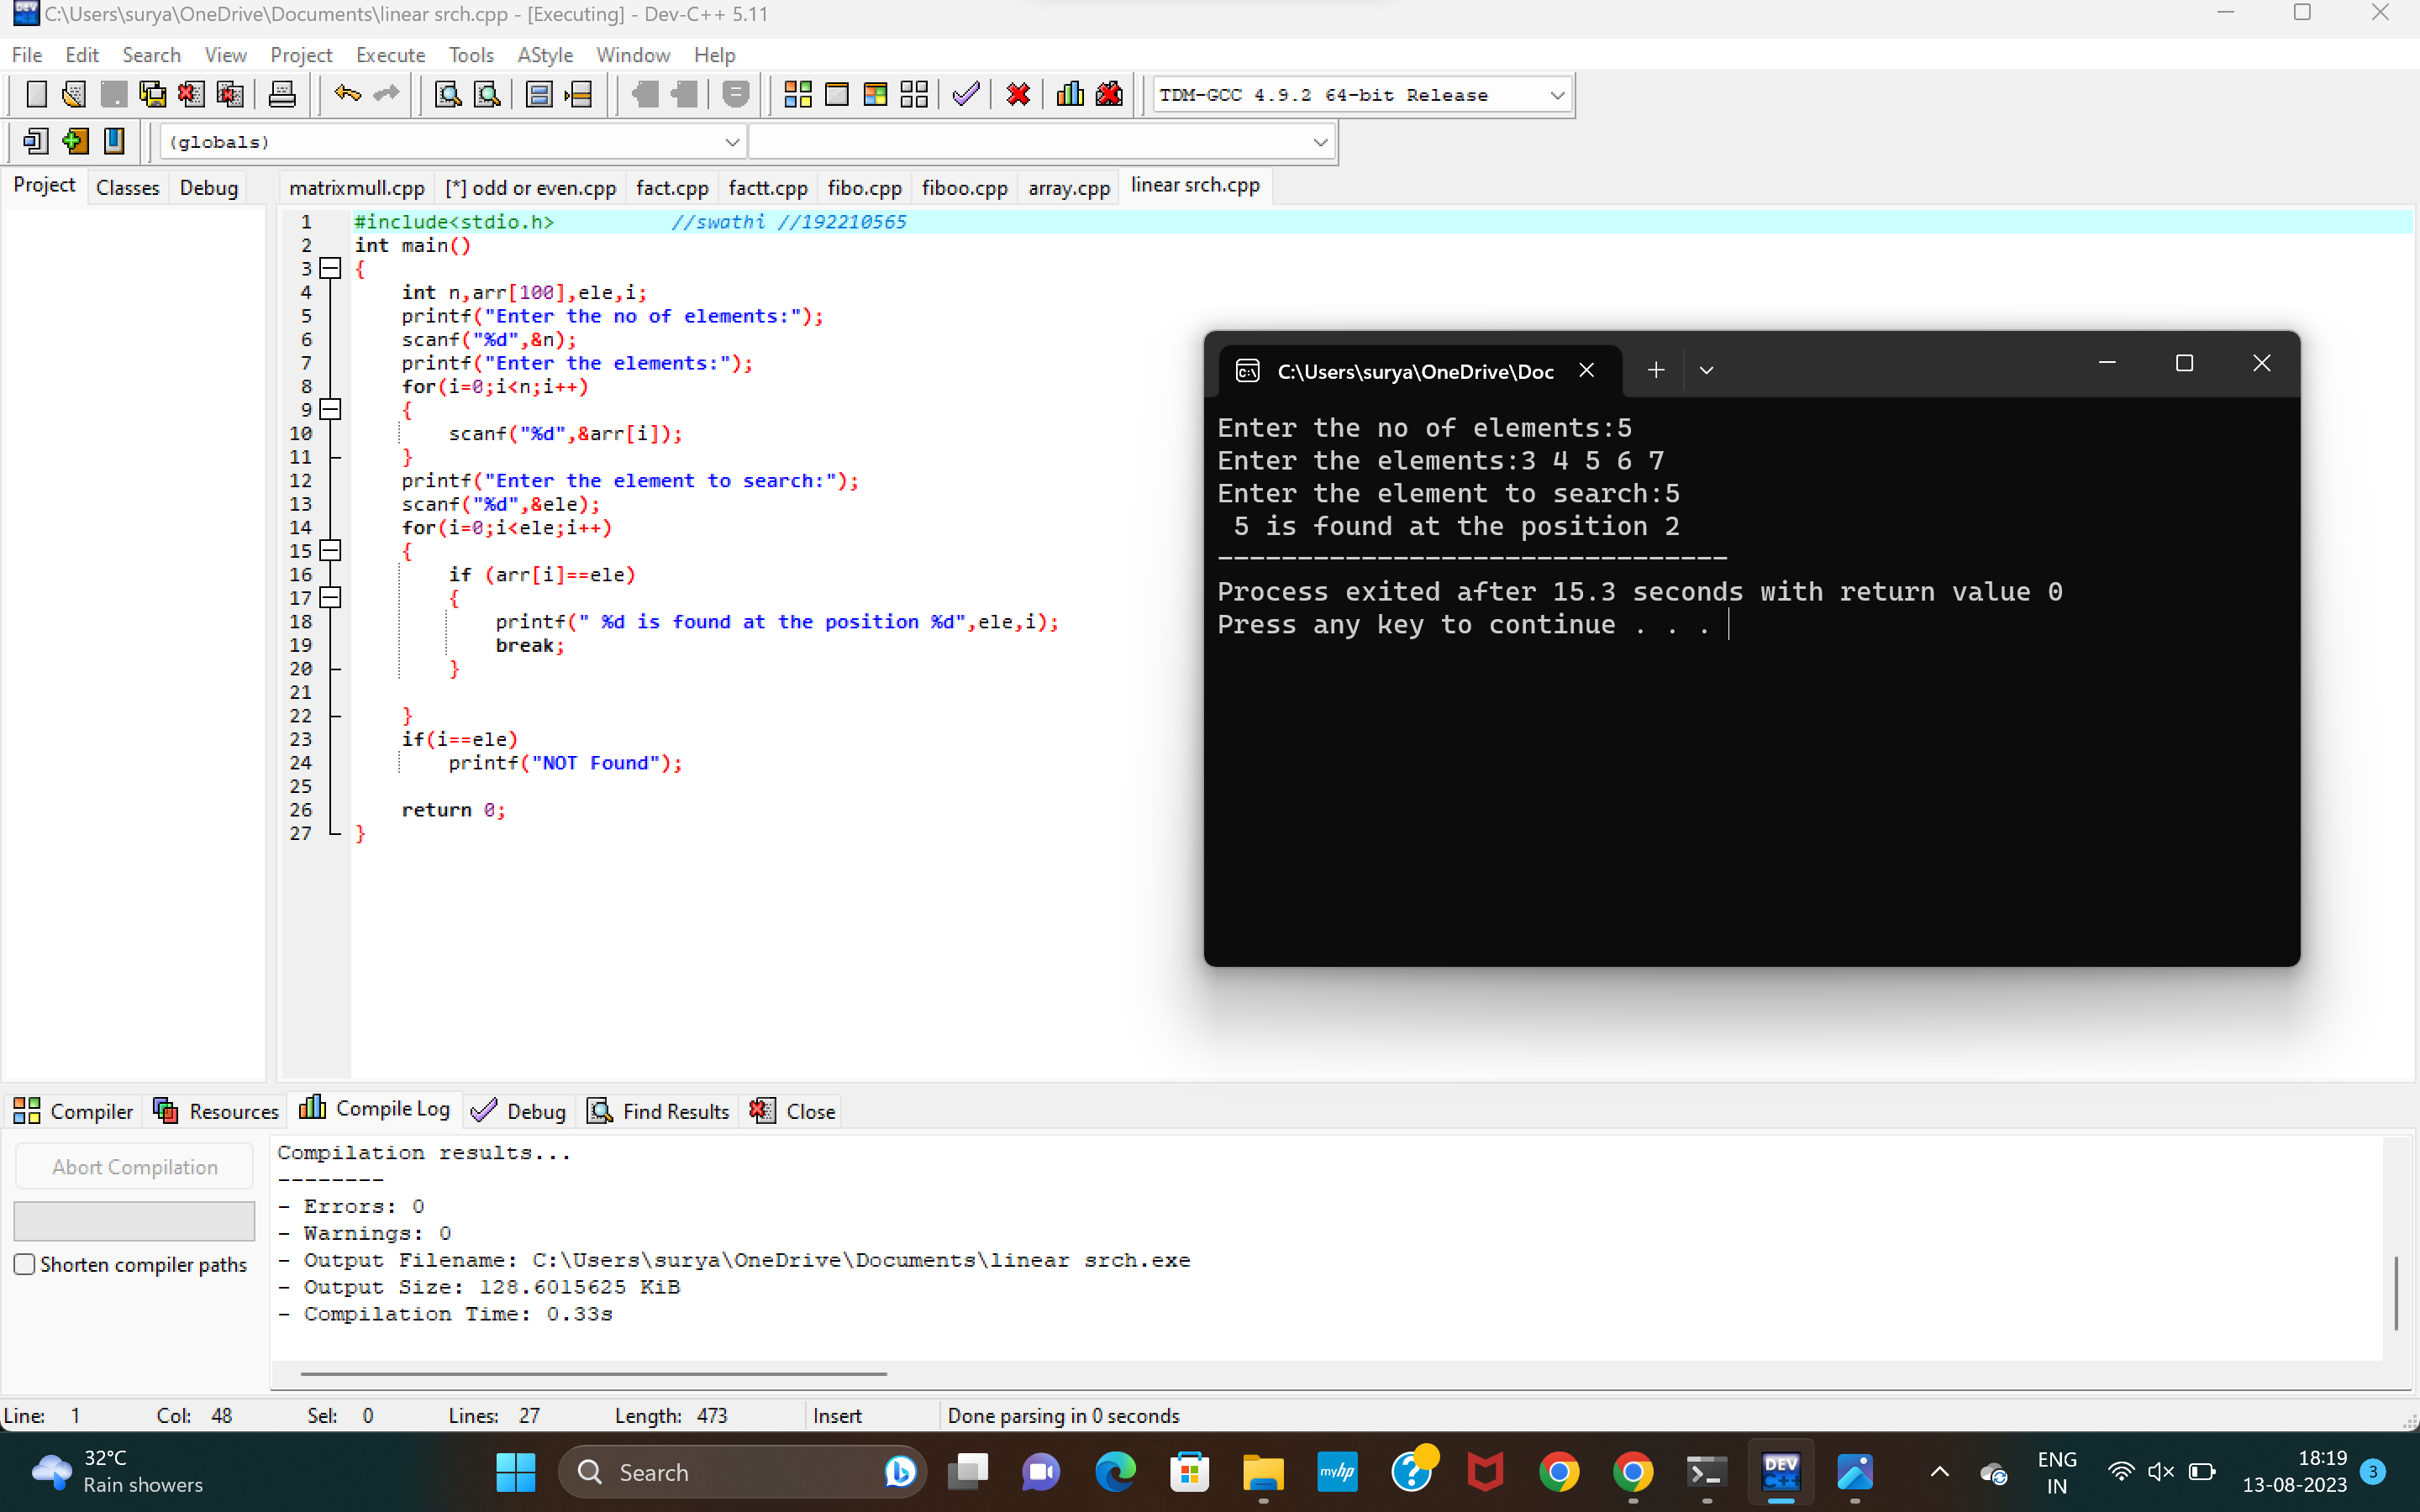 C:\Users\surya\OneDrive\Documents\linear srch.cpp - [Executing] - Dev-C++ 5.11
File Edit Search View Project Execute Tools AStyle Window Help
TDM-GCC 4.9.2 64-bit Release
(globals)
Project Classes Debug
matrixmull.cpp [*] odd or even.cpp fact.cpp factt.cpp fibo.cpp fiboo.cpp array.cpp linear srch.cpp
1 #include<stdio.h> //swathi //192210565
2 int main()
3 {
4 int n,arr[100],ele,i;
5 printf("Enter the no of elements:");
6 scanf("%d",&n);
7 printf("Enter the elements:");
8 for(i=0;i<n;i++)
9 {
10 scanf("%d",&arr[i]);
11 }
12 printf("Enter the element to search:");
13 scanf("%d",&ele);
14 for(i=0;i<ele;i++)
15 {
16 if (arr[i]==ele)
17 {
18 printf(" %d is found at the position %d",ele,i);
19 break;
20 }
21
22 }
23 if(i==ele)
24 printf("NOT Found");
25
26 return 0;
27 }
C:\Users\surya\OneDrive\Doc
Enter the no of elements:5
Enter the elements:3 4 5 6 7
Enter the element to search:5
5 is found at the position 2
--------------------------------
Process exited after 15.3 seconds with return value 0
Press any key to continue . . .
Compiler Resources Compile Log Debug Find Results Close
Abort Compilation
Shorten compiler paths
Compilation results...
--------
- Errors: 0
- Warnings: 0
- Output Filename: C:\Users\surya\OneDrive\Documents\linear srch.exe
- Output Size: 128.6015625 KiB
- Compilation Time: 0.33s
Line: 1 Col: 48 Sel: 0 Lines: 27 Length: 473 Insert Done parsing in 0 seconds
32°C
Rain showers
Search
myhp
DEV C++
ENG
IN
18:19
13-08-2023
3